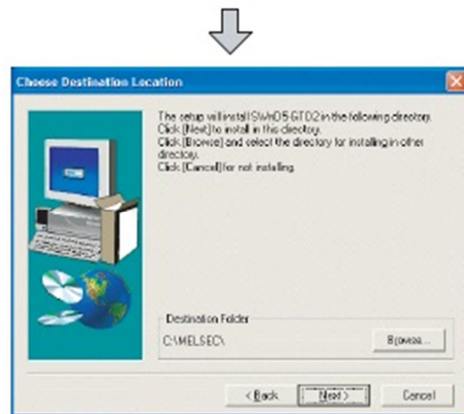 Choose Destination Location
The setup will install SWnD5-GTD2 in the following directory.
Click [Next] to install in this directory.
Click [Browse] and select the directory for installing in other
directory.
Click [Cancel] for not installing.
Destination Folder
C:\MELSEC\
Browse...
< Back
Next >
Cancel